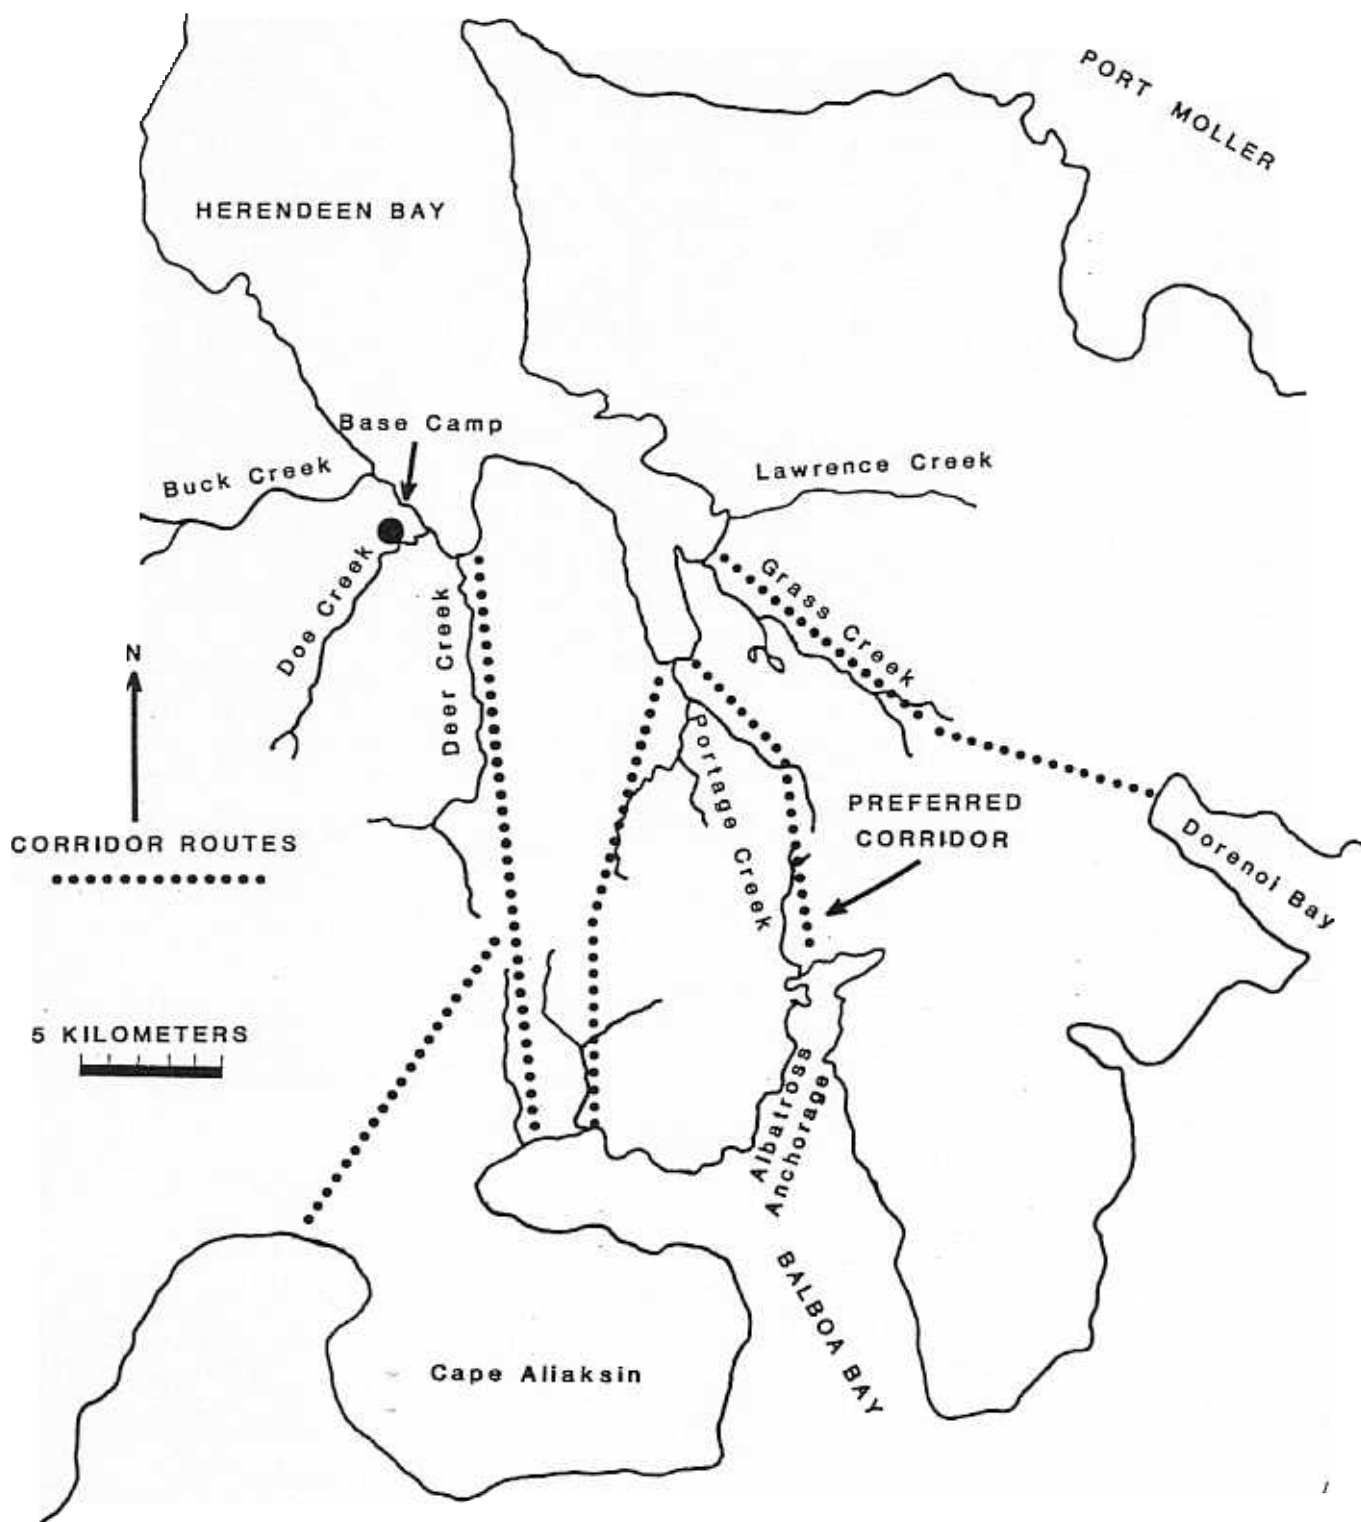 PORT MOLLER
HERENDEEN BAY
Base Camp
Buck Creek
Lawrence Creek
Grass Creek
Doe Creek
Deer Creek
N
Portage Creek
PREFERRED
CORRIDOR
CORRIDOR ROUTES
Dorenoi Bay
5 KILOMETERS
Albatross
Anchorage
BALBOA BAY
Cape Aliaksin
1